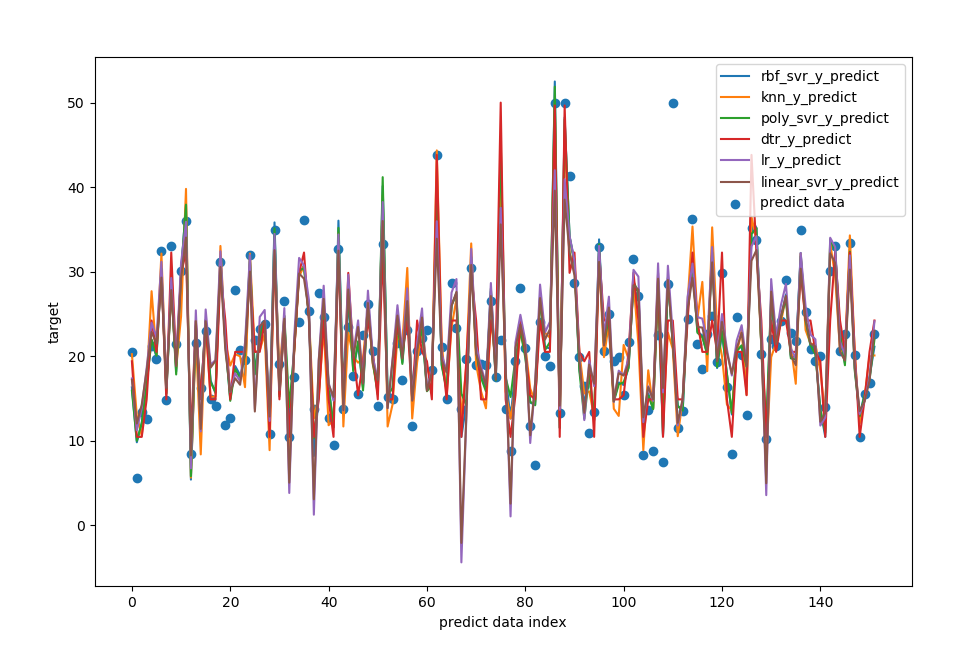 rbf_svr_y_predict
knn_y_predict
poly_svr_y_predict
dtr_y_predict
lr_y_predict
linear_svr_y_predict
predict data
50
40
30
20
10
0
target
0 20 40 60 80 100 120 140
predict data index